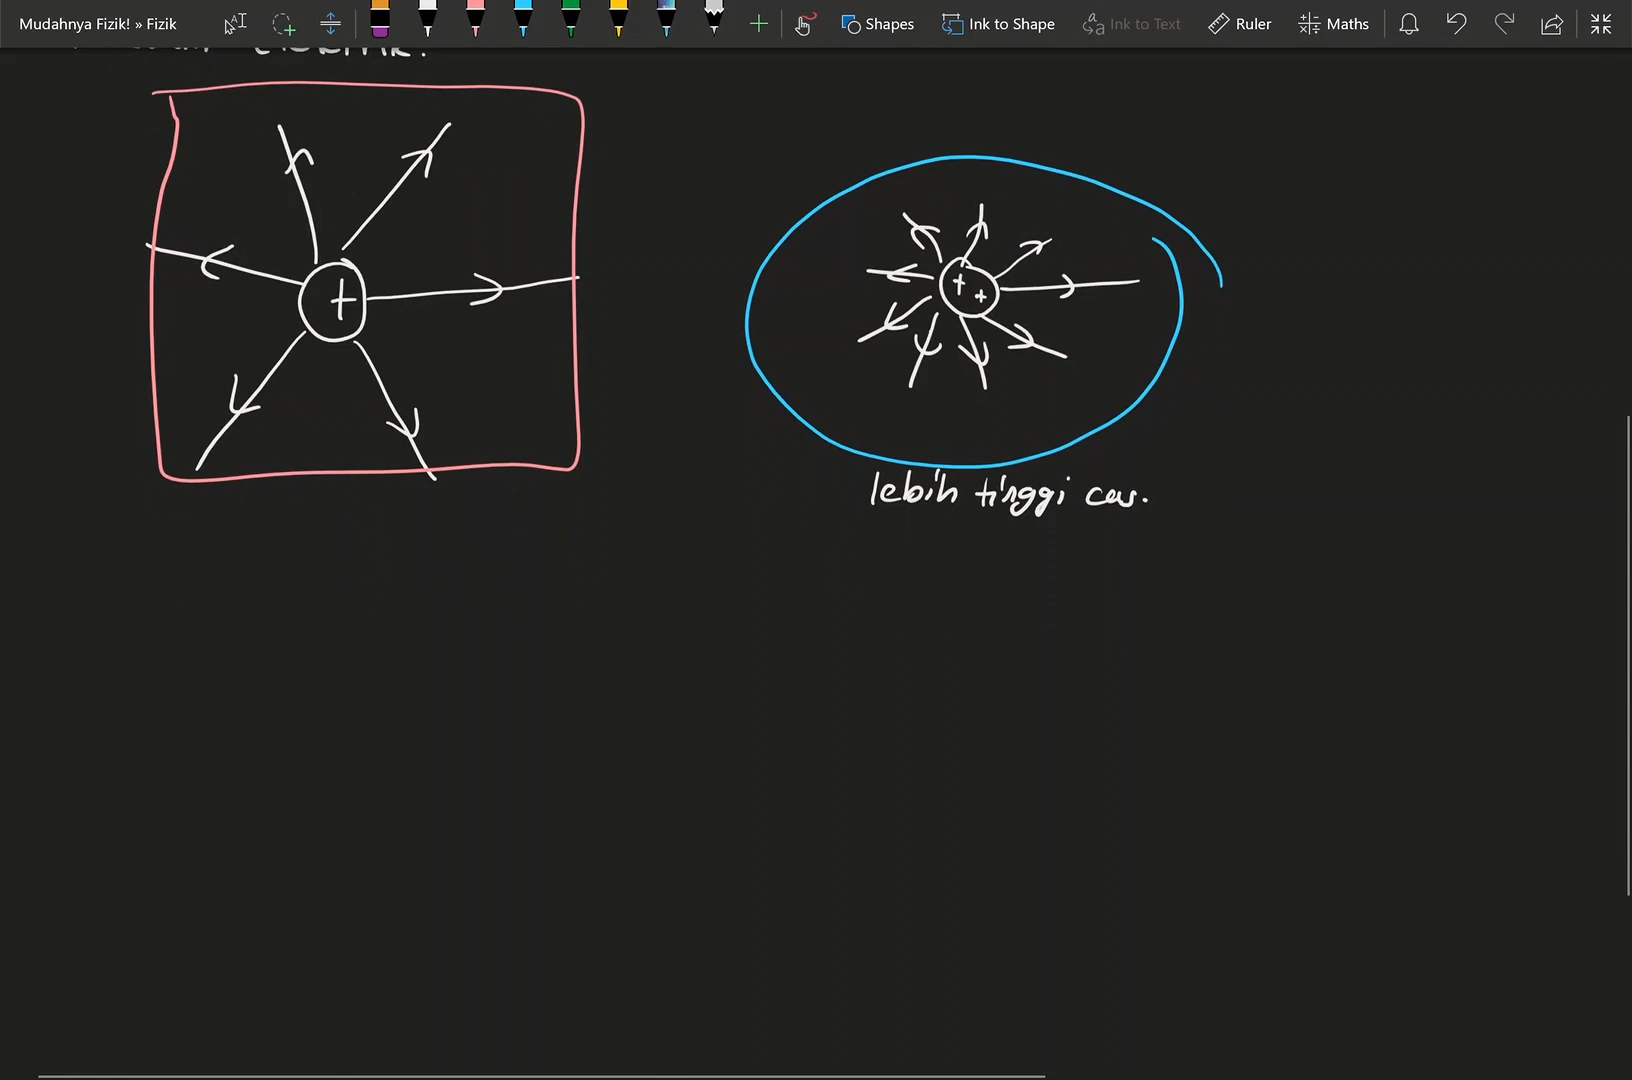 Mudahnya Fizik! » Fizik
Shapes
Ink to Shape
Ink to Text
Ruler
Maths
+
+ +
lebih tinggi cas.